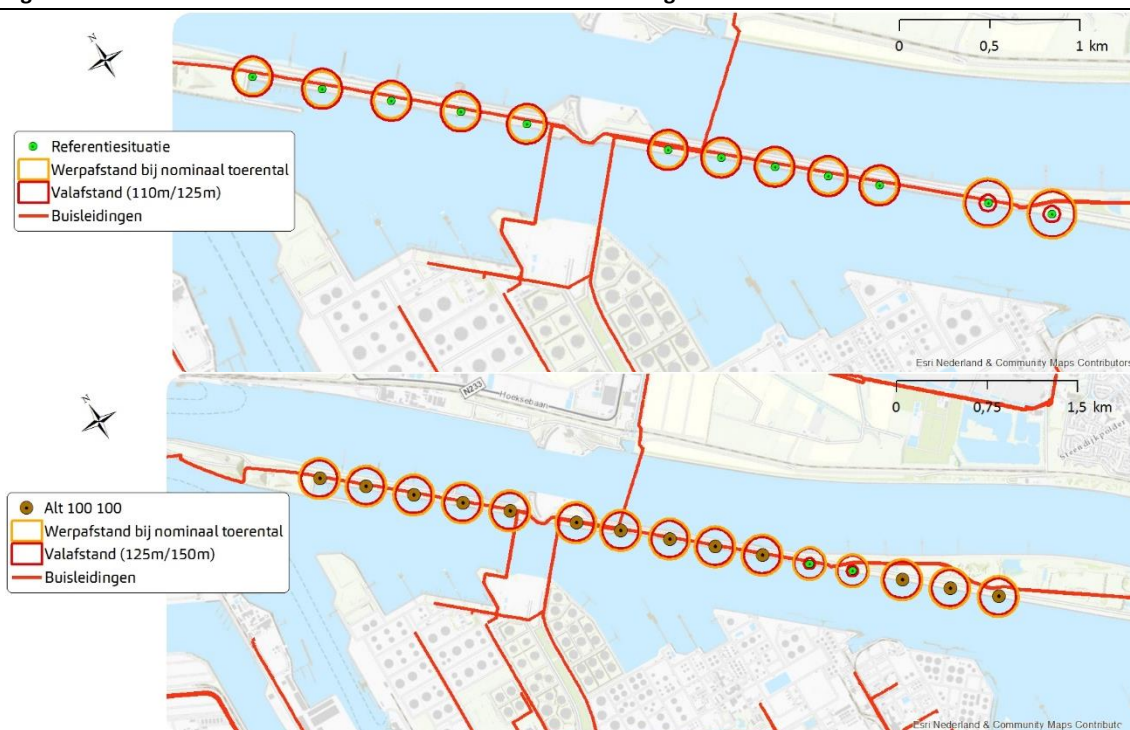 N
0 0,5 1 km
Referentiesituatie
Werpafstand bij nominaal toerental
Valafstand (110m/125m)
Buisleidingen
Esri Nederland & Community Maps Contributors
N
N233
Hoeksebaan
0 0,75 1,5 km
Alt 100 100
Werpafstand bij nominaal toerental
Valafstand (125m/150m)
Buisleidingen
Esri Nederland & Community Maps Contributc